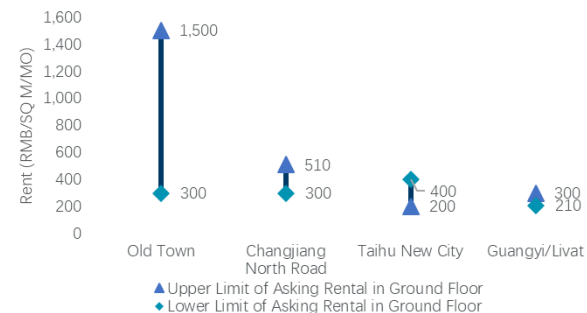 Rent (RMB/SQ M/MO)
1,600
1,400
1,200
1,000
800
600
400
200
0
1,500
300
510
300
400
200
300
210
Old Town
Changjiang
North Road
Taihu New City
Guangyi/Livat
Upper Limit of Asking Rental in Ground Floor
Lower Limit of Asking Rental in Ground Floor